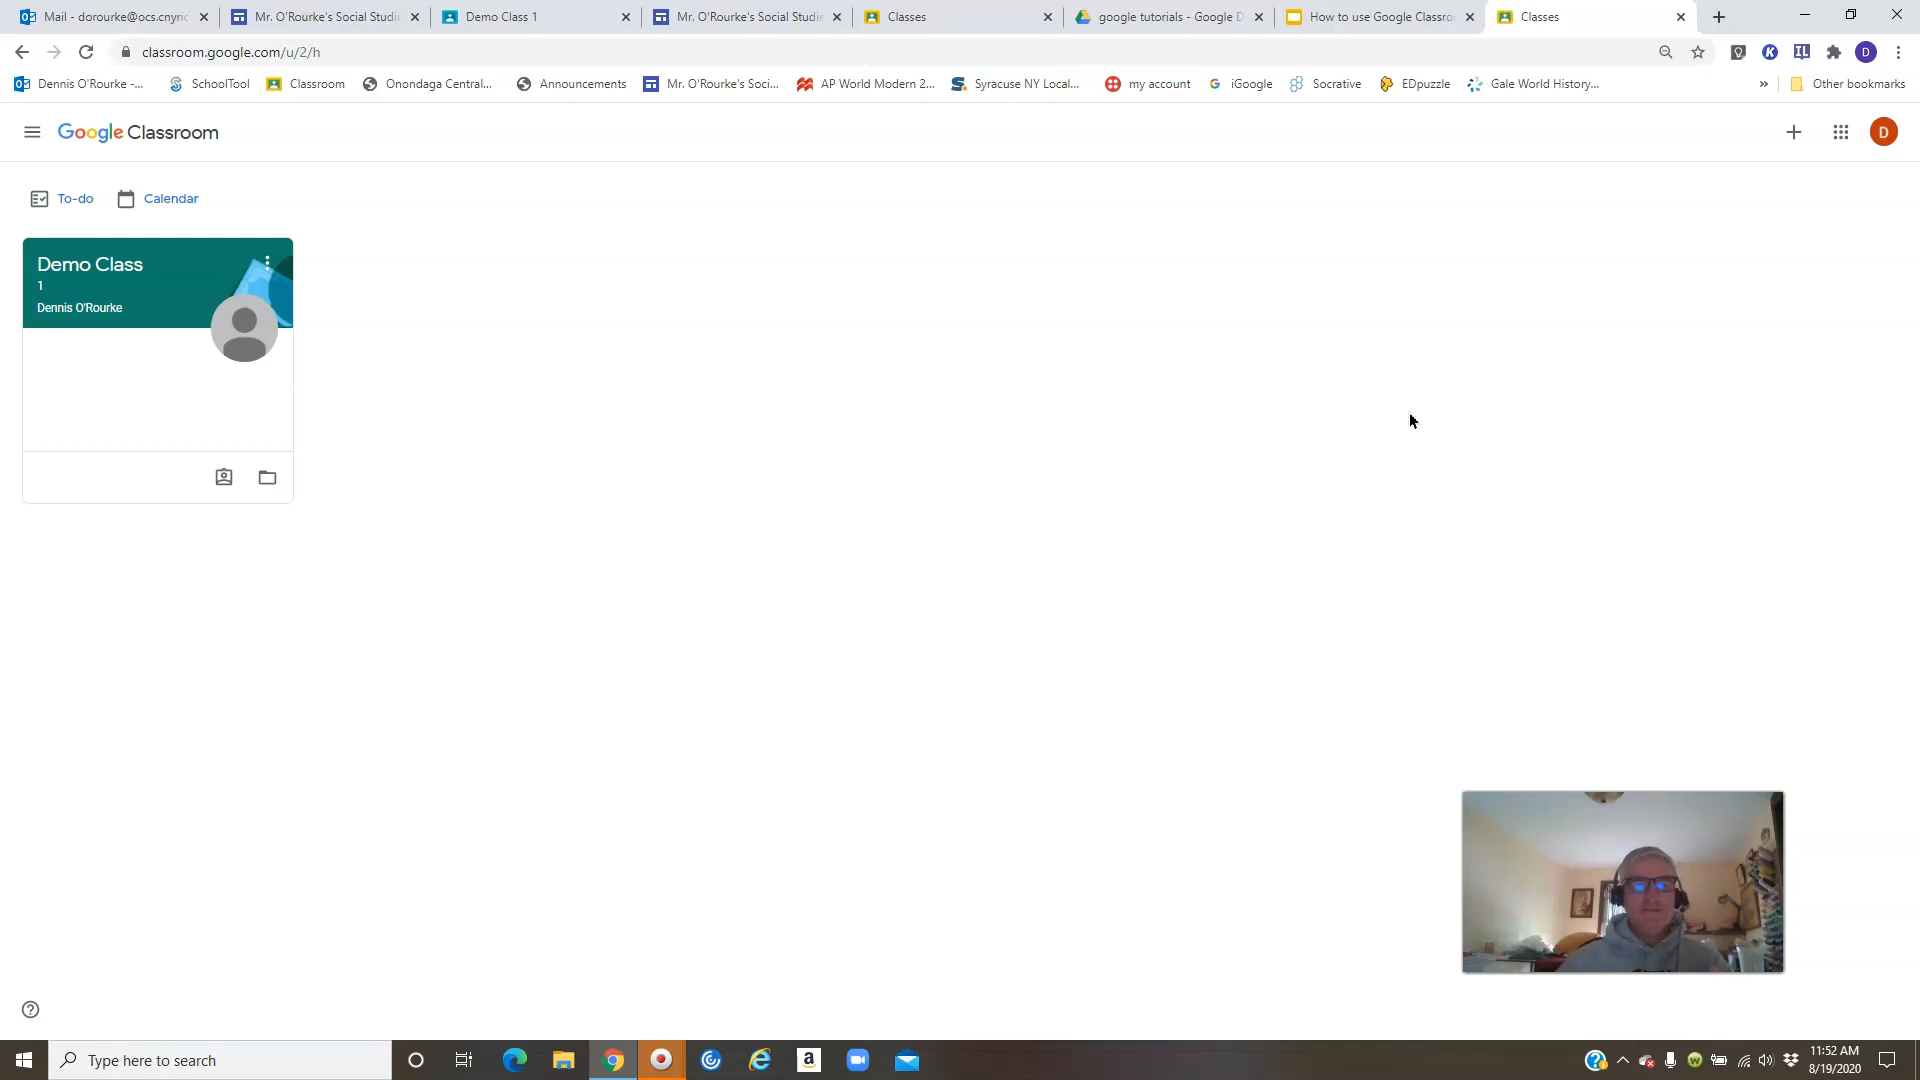 Mail - dorourke@ocs.cnyric
Mr. O'Rourke's Social Studie
Demo Class 1
Mr. O'Rourke's Social Studie
Classes
google tutorials - Google D
How to use Google Classro
Classes
classroom.google.com/u/2/h
Dennis O'Rourke -...
SchoolTool
Classroom
Onondaga Central...
Announcements
Mr. O'Rourke's Soci...
AP World Modern 2...
Syracuse NY Local...
my account
iGoogle
Socrative
EDpuzzle
Gale World History...
»
Other bookmarks
Google Classroom
D
To-do
Calendar
Demo Class
1
Dennis O'Rourke
Type here to search
11:52 AM
8/19/2020